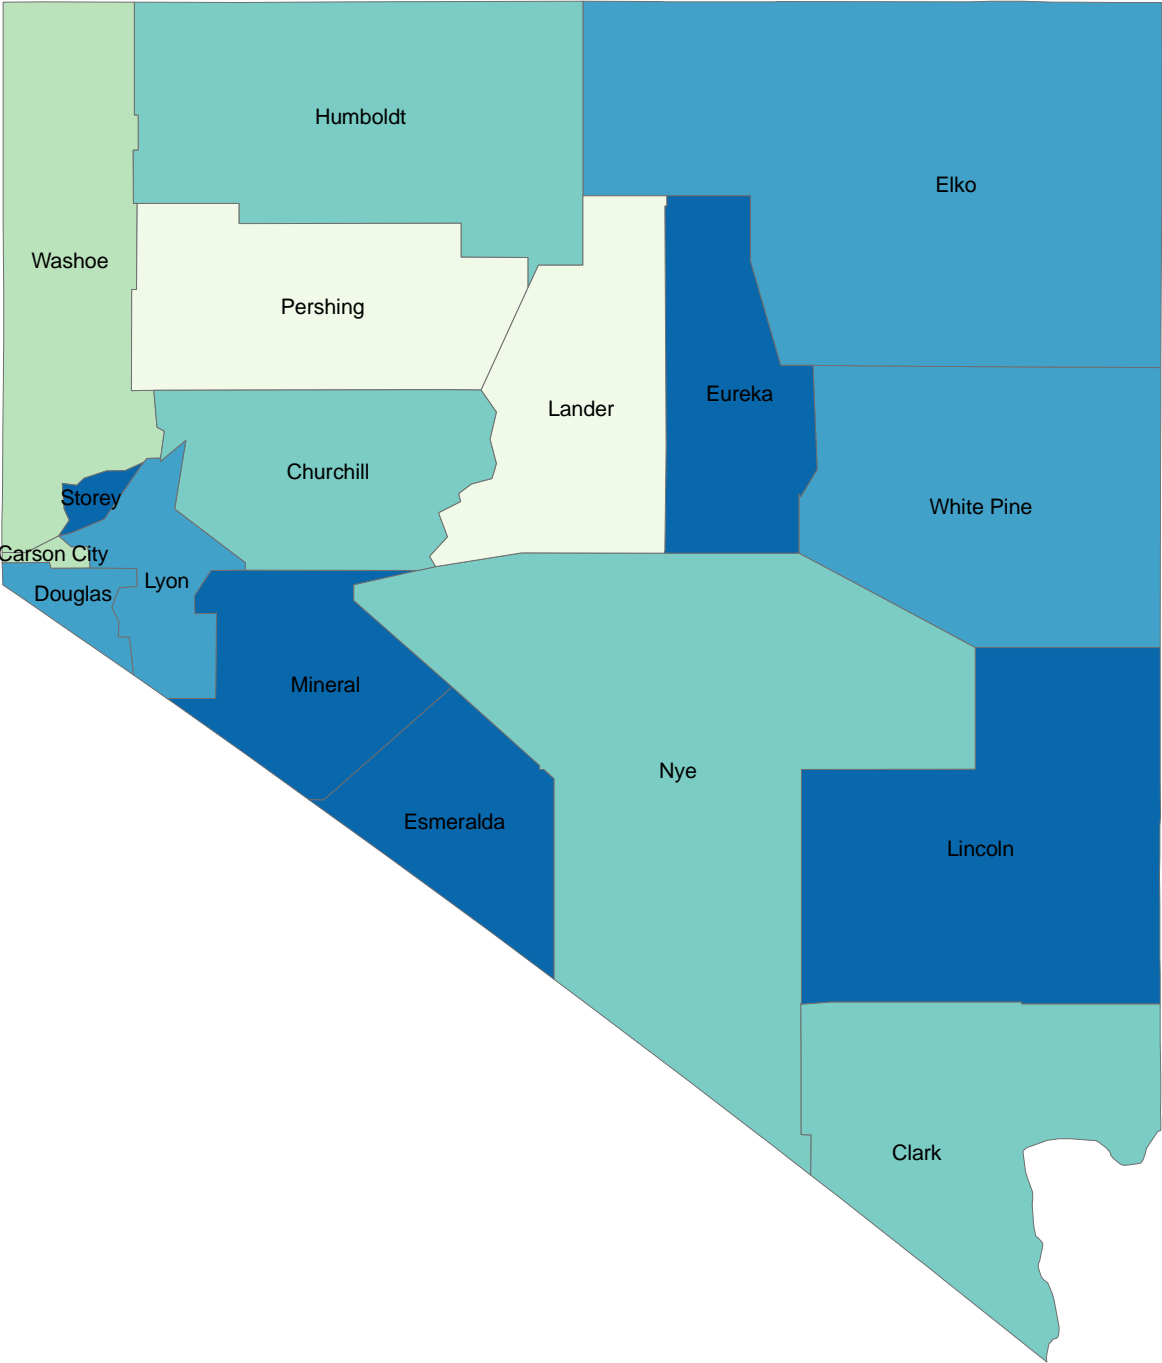 Humboldt
Elko
Washoe
Pershing
Eureka
Lander
Churchill
Storey
White Pine
Carson City
Lyon
Douglas
Mineral
Nye
Esmeralda
Lincoln
Clark